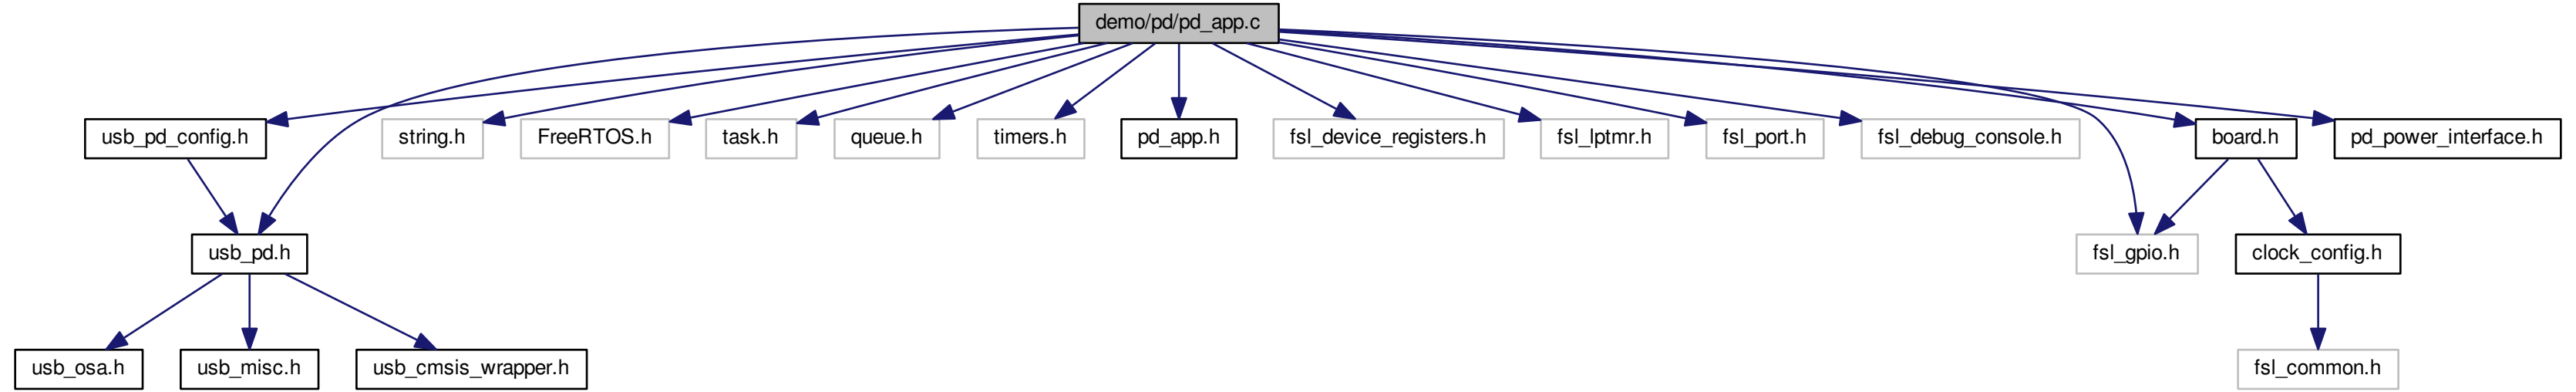 demo/pd/pd_app.c
usb_pd_config.h
string.h
FreeRTOS.h
task.h
queue.h
timers.h
pd_app.h
fsl_device_registers.h
fsl_lptmr.h
fsl_port.h
fsl_debug_console.h
board.h
pd_power_interface.h
usb_pd.h
fsl_gpio.h
clock_config.h
usb_osa.h
usb_misc.h
usb_cmsis_wrapper.h
fsl_common.h